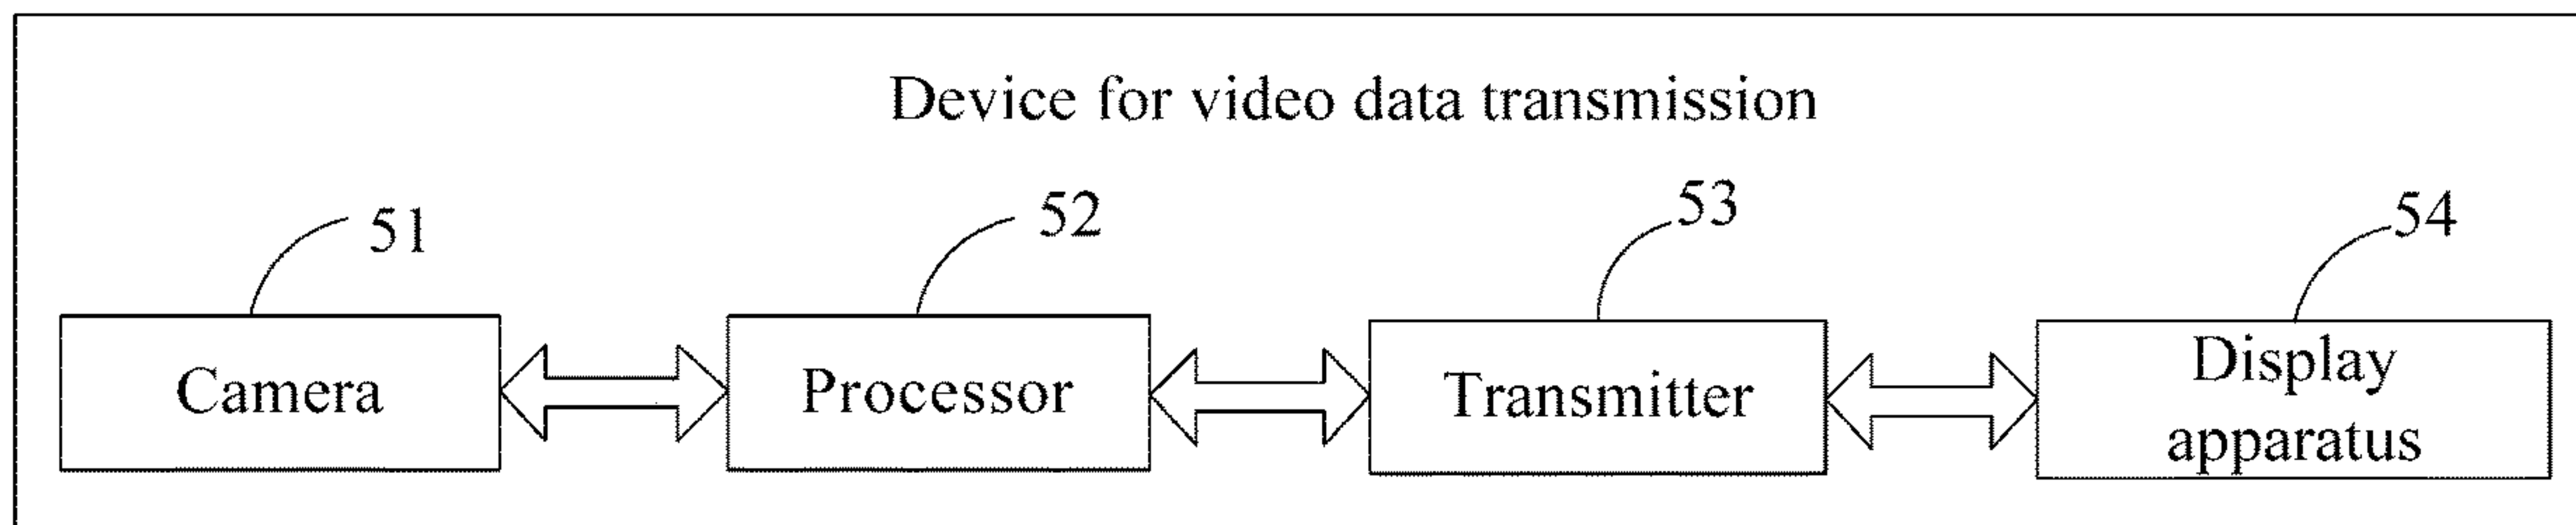 Device for video data transmission
51
52
53
54
Camera
Processor
Transmitter
Display
apparatus